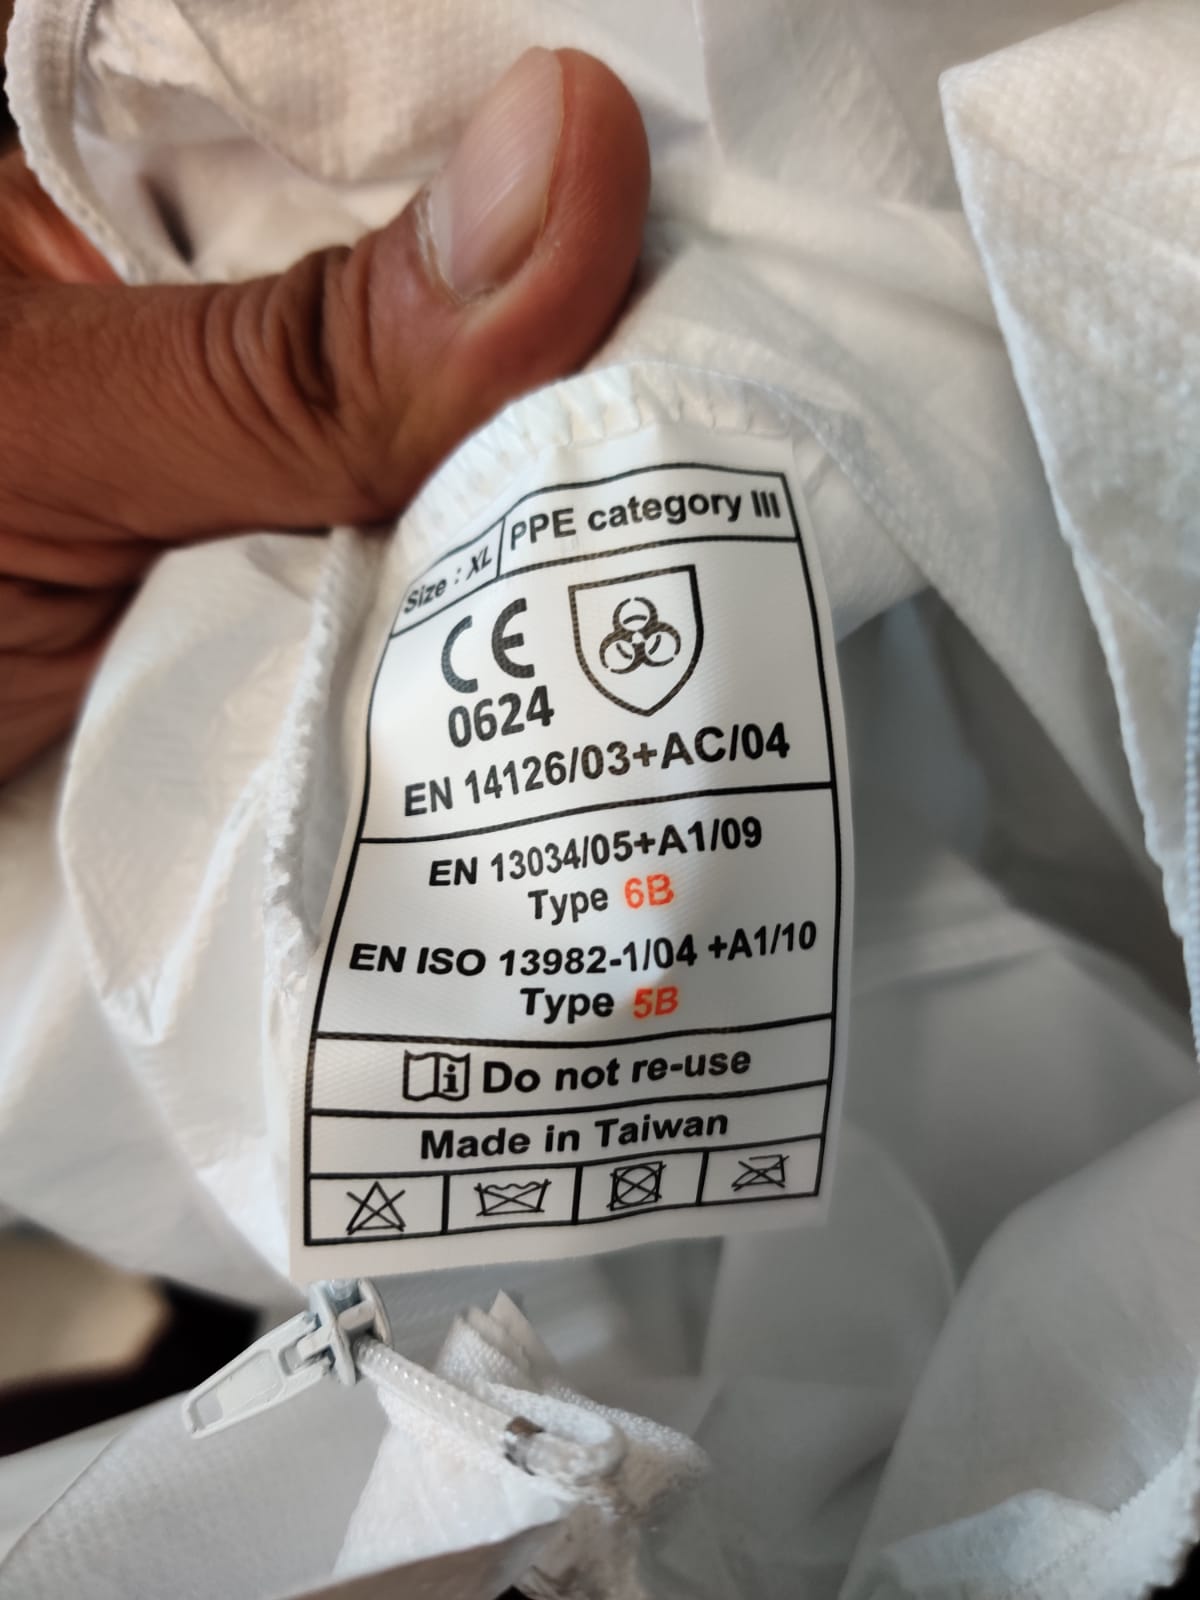 Size : XL
PPE category III
CE
0624
EN 14126/03+AC/04
EN 13034/05+A1/09
Type 6B
EN ISO 13982-1/04 +A1/10
Type 5B
i Do not re-use
Made in Taiwan